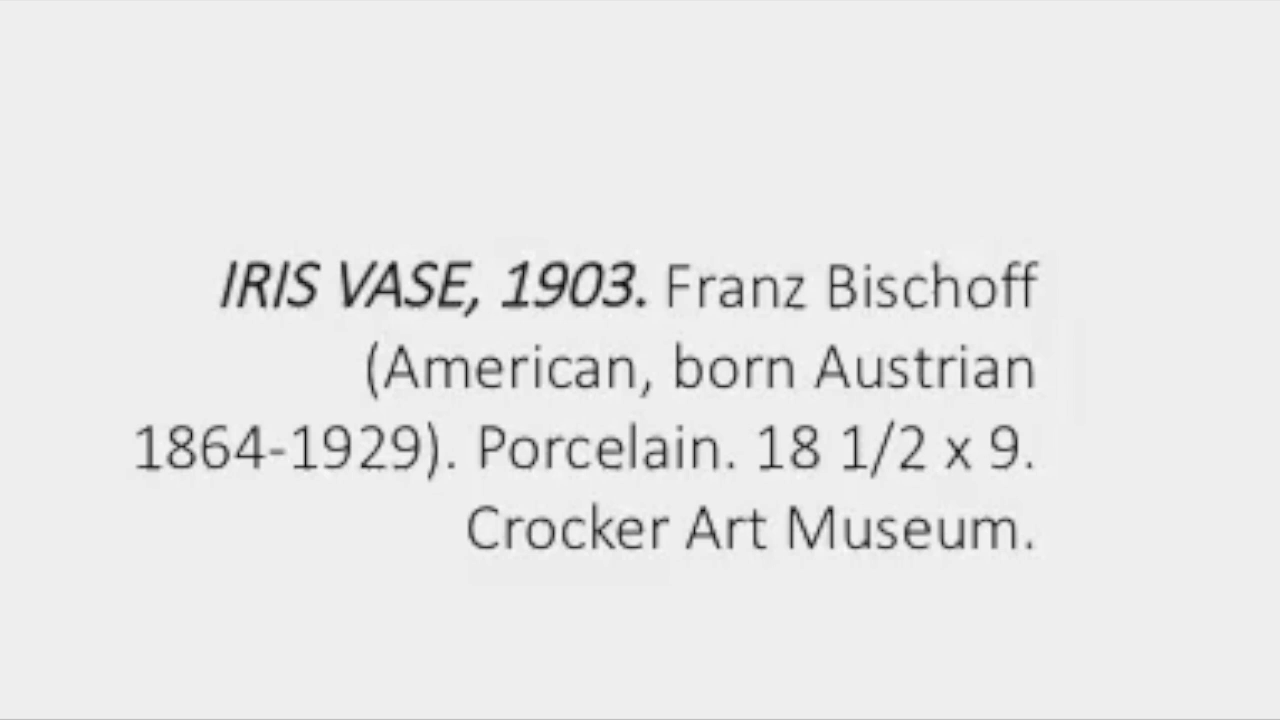 IRIS VASE, 1903. Franz Bischoff
(American, born Austrian
1864-1929). Porcelain. 18 1/2 x 9.
Crocker Art Museum.